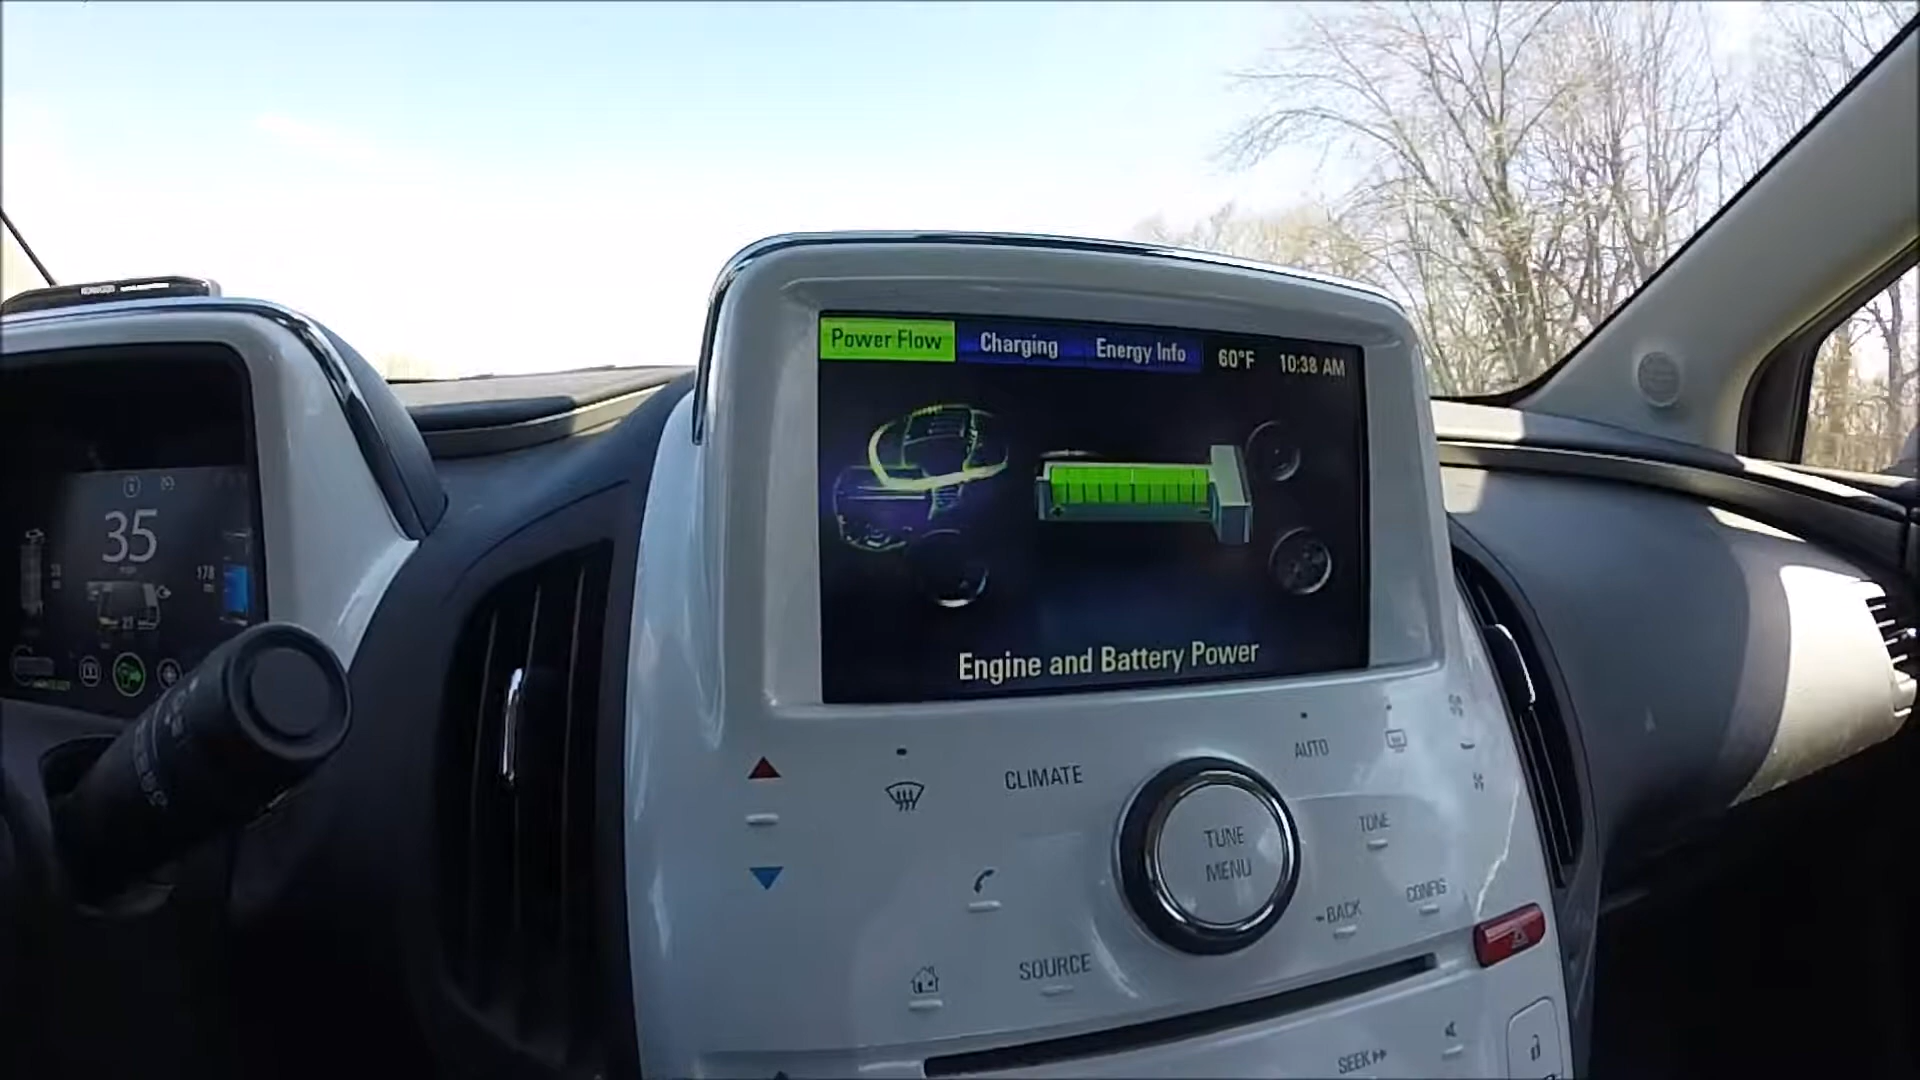 Power Flow
Charging
Energy Info
60°F
10:38 AM
Engine and Battery Power
35
178
CLIMATE
AUTO
TUNE
MENU
TONE
CONFIG
BACK
SOURCE
SEEK